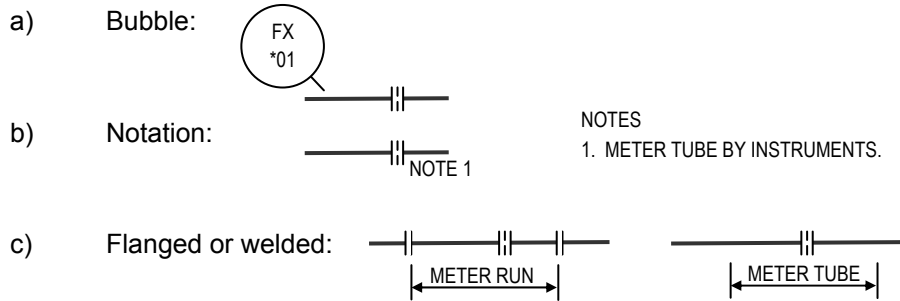 a) Bubble:
FX
*01
b) Notation:
NOTE 1
NOTES
1. METER TUBE BY INSTRUMENTS.
c) Flanged or welded:
METER RUN
METER TUBE